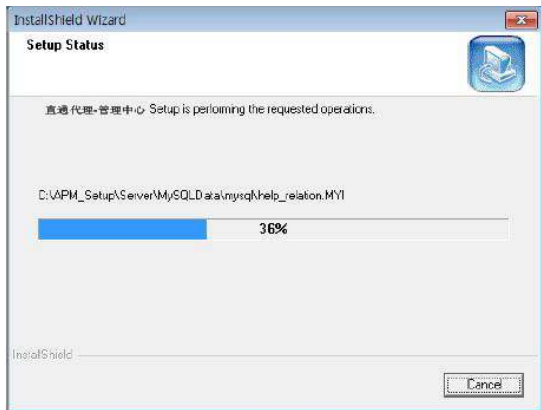 InstallShield Wizard
Setup Status
直通代理-管理中心 Setup is performing the requested operations.
C:\APM_Setup\Server\MySQLData\mysql\help_relation.MYI
36%
InstallShield
Cancel